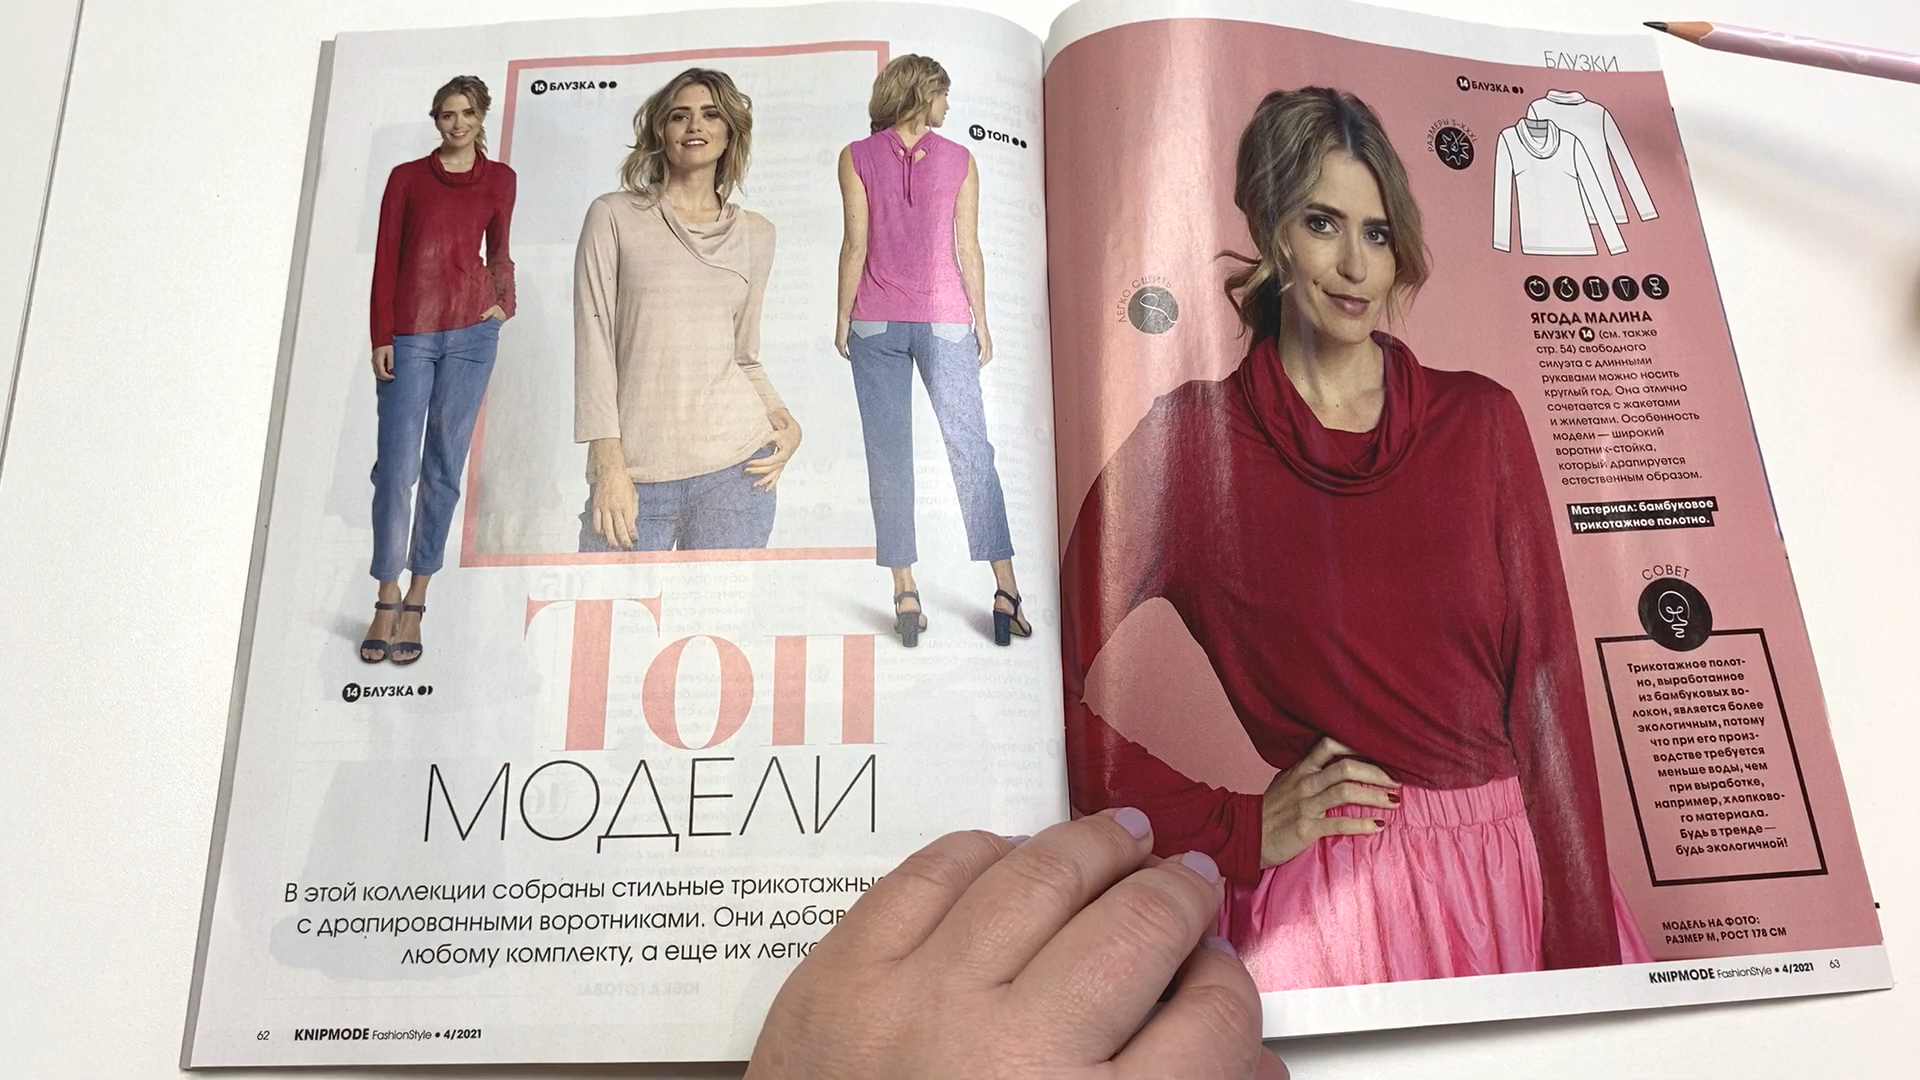 16 БЛУЗКА
15 ТОП
14 БЛУЗКА
Топ
МОДЕЛИ
В этой коллекции собраны стильные трикотажные
с драпированными воротниками. Они
любому комплекту, а еще их
62 KNIPMODE FashionStyle • 4/2021
БЛУЗКИ
14 БЛУЗКА
РАЗМЕРЫ S–XXXL
ЛЕГКО СШИТЬ
ЯГОДА МАЛИНА
БЛУЗКУ 14 (см. также
стр. 54) свободного
силуэта с длинными
рукавами можно носить
круглый год. Она отлично
сочетается с жакетами
и жилетами. Особенность
модели — широкий
воротник-стойка,
который драпируется
естественным образом.
Материал: бамбуковое
трикотажное полотно.
СОВЕТ
Трикотажное полот-
но, выработанное
из бамбуковых во-
локон, является более
экологичным, потому
что при его произ-
водстве требуется
меньше воды, чем
при выработке,
например, хлопково-
го материала.
Будь в тренде —
будь экологичной!
МОДЕЛЬ НА ФОТО:
РАЗМЕР M, РОСТ 178 СМ
KNIPMODE FashionStyle • 4/2021 63